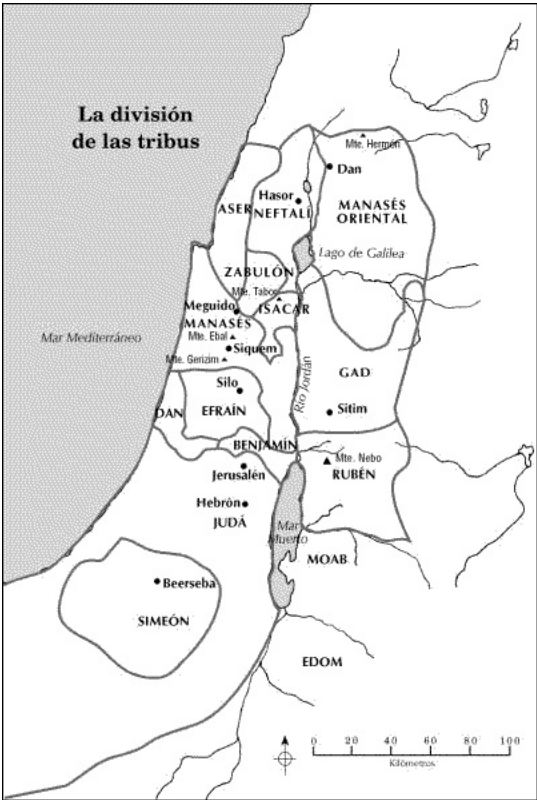 La división
de las tribus
Mte. Hermón
Dan
Hasor
ASER
NEFTALÍ
MANASÉS
ORIENTAL
Lago de Galilea
ZABULÓN
Mte. Tabor
ISACAR
Meguido
MANASÉS
Mar Mediterráneo
Mte. Ebal
Siquem
Mte. Gerizim
GAD
Silo
Río Jordán
DAN
EFRAÍN
Sitim
BENJAMÍN
Mte. Nebo
Jerusalén
RUBÉN
Hebrón
JUDÁ
Mar
Muerto
MOAB
Beerseba
SIMEÓN
EDOM
0 20 40 60 80 100
Kilómetros